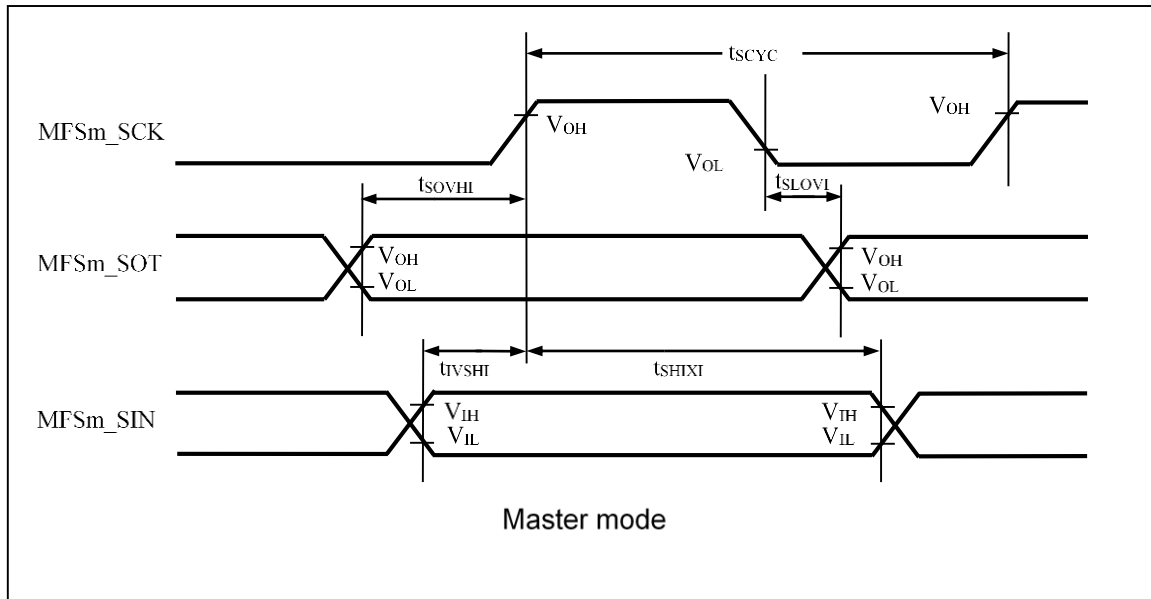 tSCYC
MFSm_SCK
VOH
VOH
VOL
tSLOVI
tSOVHI
MFSm_SOT
VOH
VOH
VOL
VOL
tIVSHI
tSHIXI
MFSm_SIN
VIH
VIH
VIL
VIL
Master mode